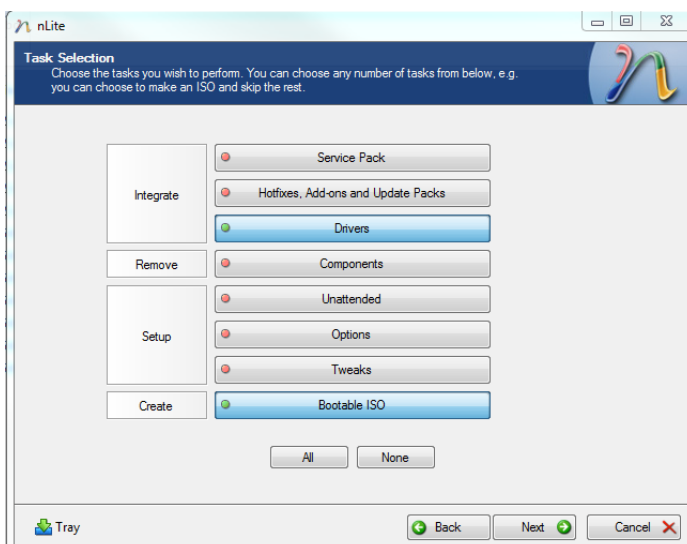 nLite
Task Selection
Choose the tasks you wish to perform. You can choose any number of tasks from below, e.g.
you can choose to make an ISO and skip the rest.
Integrate
Service Pack
Hotfixes, Add-ons and Update Packs
Drivers
Remove
Components
Setup
Unattended
Options
Tweaks
Create
Bootable ISO
All
None
Tray
Back
Next
Cancel